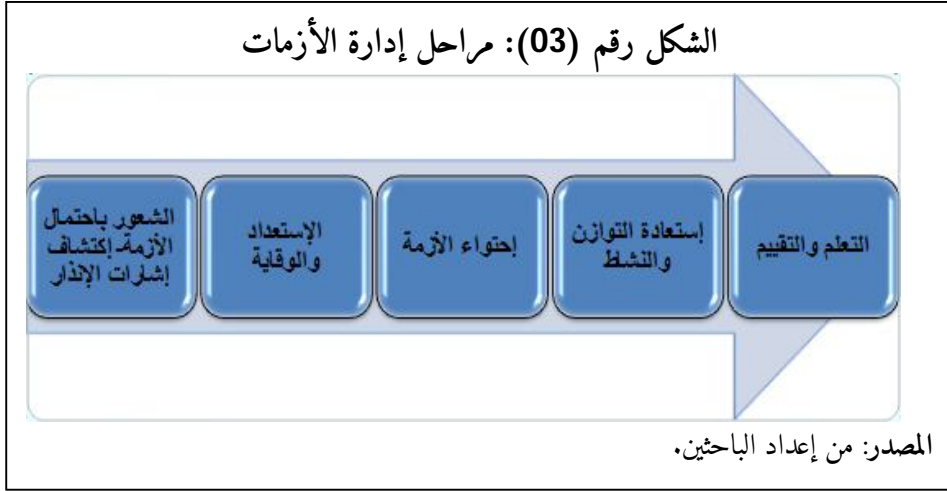 الشكل رقم (03): مراحل إدارة الأزمات
الشعور باحتمال
الأزمة-إكتشاف
إشارات الإنذار
الإستعداد
والوقاية
إحتواء الأزمة
إستعادة التوازن
والنشاط
التعلم والتقييم
المصدر: من إعداد الباحثين.